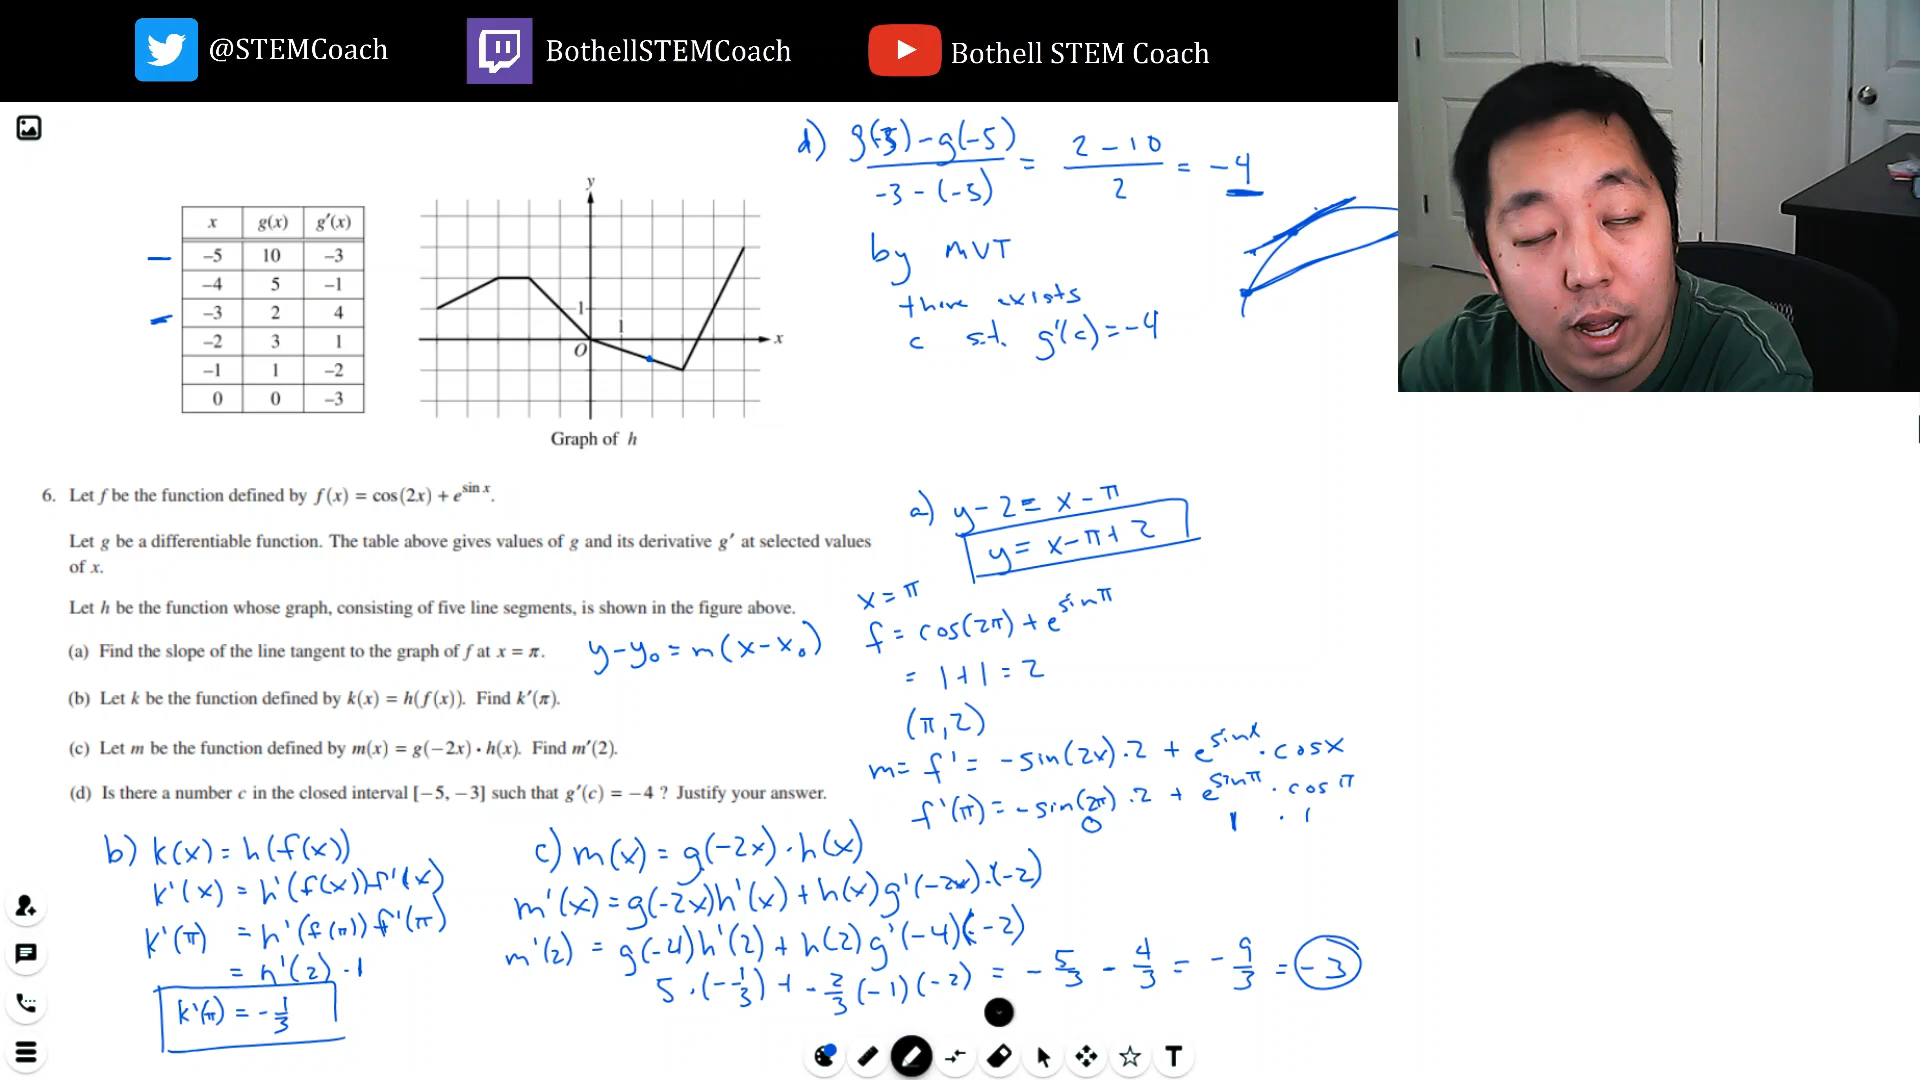 @STEMCoach BothellSTEMCoach Bothell STEM Coach
x g(x) g′(x)
−5 10 −3
−4 5 −1
−3 2 4
−2 3 1
−1 1 −2
0 0 −3
y
1
1
O
x
Graph of h
d) g(-3) - g(-5) / -3 - (-5) = 2 - 10 / 2 = -4
by MVT
there exists
c s.t. g'(c) = -4
6. Let f be the function defined by f(x) = cos(2x) + e^sin x.
Let g be a differentiable function. The table above gives values of g and its derivative g′ at selected values
of x.
Let h be the function whose graph, consisting of five line segments, is shown in the figure above.
(a) Find the slope of the line tangent to the graph of f at x = π.
y-y₀ = m(x-x₀)
(b) Let k be the function defined by k(x) = h(f(x)). Find k′(π).
(c) Let m be the function defined by m(x) = g(−2x) • h(x). Find m′(2).
(d) Is there a number c in the closed interval [−5, −3] such that g′(c) = −4 ? Justify your answer.
a) y-2 = x-π
y = x-π+2
x = π
f = cos(2π) + e^sinπ
= 1+1 = 2
(π,2)
m = f' = -sin(2x)·2 + e^sinx · cosx
f'(π) = -sin(2π)·2 + e^sinπ · cosπ
0 1 · 1
b) k(x) = h(f(x))
k'(x) = h'(f(x))f'(x)
k'(π) = h'(f(π))f'(π)
= h'(2)·1
k'(π) = -1/3
c) m(x) = g(-2x)·h(x)
m'(x) = g(-2x)h'(x) + h(x)g'(-2x)·(-2)
m'(2) = g(-4)h'(2) + h(2)g'(-4)(-2)
5·(-1/3) + -2/3(-1)(-2) = -5/3 - 4/3 = -9/3 = -3
T